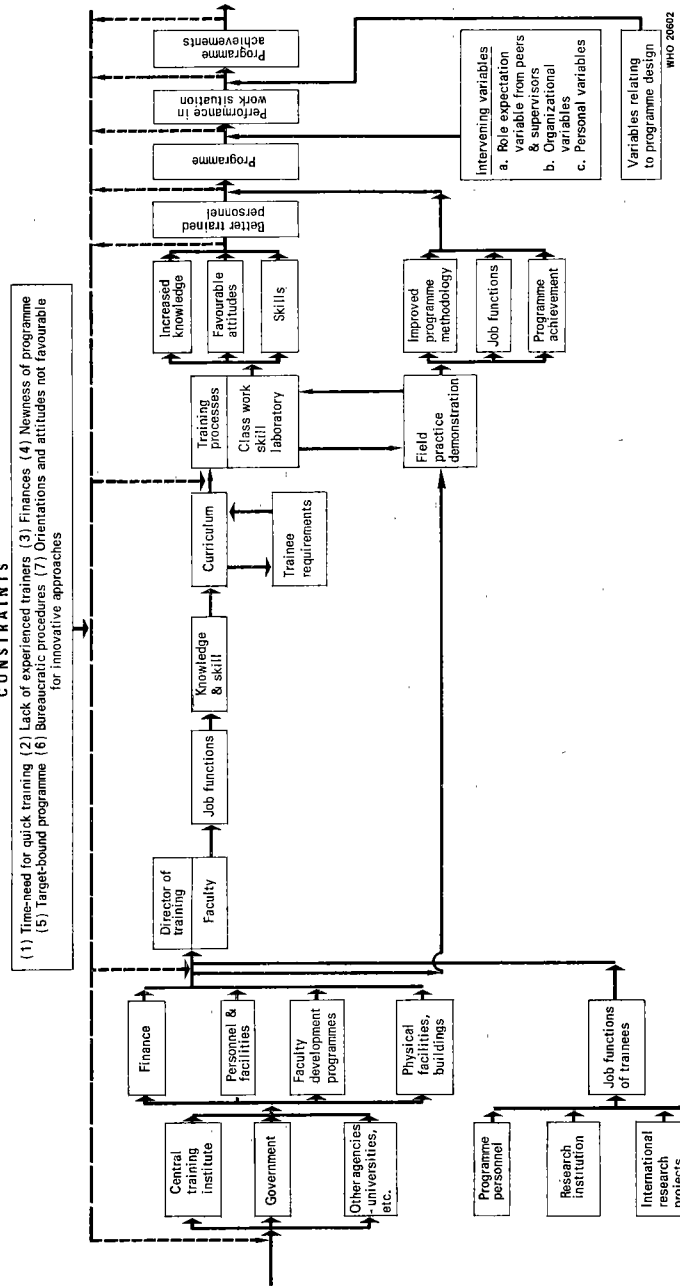 CONSTRAINTS
(1) Time-need for quick training (2) Lack of experienced trainers (3) Finances (4) Newness of programme
(5) Target-bound programme (6) Bureaucratic procedures (7) Orientations and attitudes not favourable
for innovative approaches
Central
training
institute
Government
Other agencies
- universities,
etc.
Finance
Personnel &
facilities
Faculty
development
programmes
Physical
facilities,
buildings
Programme
personnel
Research
institution
International
research
projects
Job functions
of trainees
Director of
training
Faculty
Job functions
Knowledge
& skill
Curriculum
Trainee
requirements
Training
processes
Class work
skill
laboratory
Field
practice
demonstration
Increased
knowledge
Favourable
attitudes
Skills
Improved
programme
methodology
Job functions
Programme
achievement
Better trained
personnel
Programme
Performance in
work situation
Programme
achievements
Intervening variables
a. Role expectation
variable from peers
& supervisors
b. Organizational
variables
c. Personal variables
Variables relating
to programme design
WHO 20602